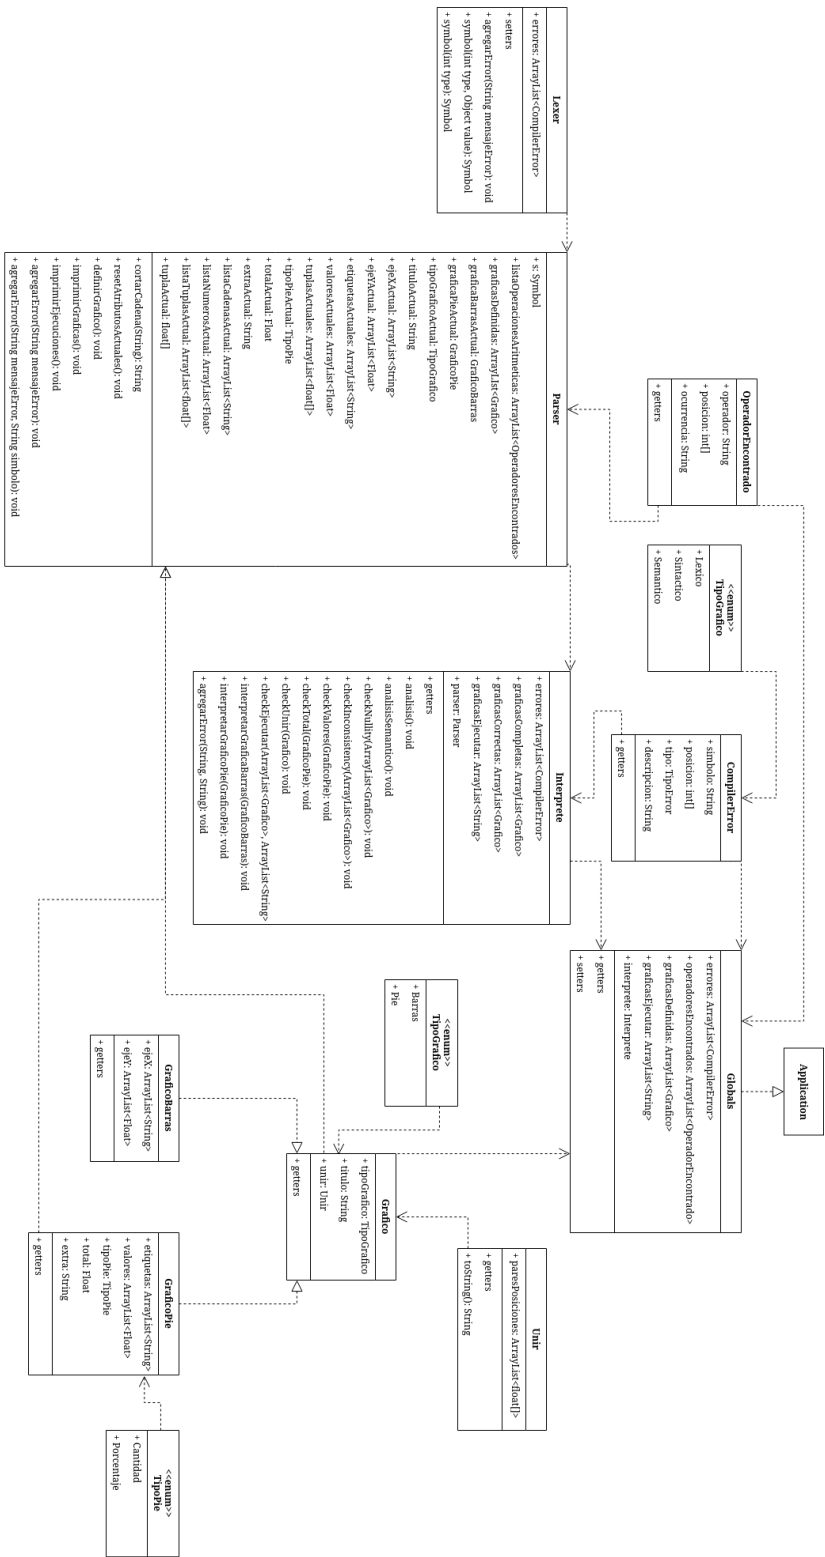 Lexer
+ errores: ArrayList<CompilerError>
+ setters
+ agregarError(String mensajeError): void
+ symbol(int type, Object value): Symbol
+ symbol(int type): Symbol
Parser
+ s: Symbol
+ listaOperacionesAritmeticas: ArrayList<OperadoresEncontrados>
+ graficasDefinidas: ArrayList<Grafico>
+ graficaBarrasActual: GraficoBarras
+ graficaPieActual: GraficoPie
+ tipoGraficoActual: TipoGrafico
+ tituloActual: String
+ ejeXActual: ArrayList<String>
+ ejeYActual: ArrayList<Float>
+ etiquetasActuales: ArrayList<String>
+ valoresActuales: ArrayList<Float>
+ tuplasActuales: ArrayList<float[]>
+ tipoPieActual: TipoPie
+ totalActual: Float
+ extraActual: String
+ listaCadenasActual: ArrayList<String>
+ listaNumerosActual: ArrayList<Float>
+ listaTuplasActual: ArrayList<float[]>
+ tuplaActual: float[]
+ cortarCadena(String): String
+ resetAtributosActuales(): void
+ definirGrafico(): void
+ imprimirGraficas(): void
+ imprimirEjecuciones(): void
+ agregarError(String mensajeError): void
+ agregarError(String mensajeError, String simbolo): void
OperadorEncontrado
+ operador: String
+ posicion: int[]
+ ocurrencia: String
+ getters
<<enum>>
TipoGrafico
+ Lexico
+ Sintactico
+ Semantico
CompilerError
+ simbolo: String
+ posicion: int[]
+ tipo: TipoError
+ descripcion: String
+ getters
Interprete
+ errores: ArrayList<CompilerError>
+ graficasCompletas: ArrayList<Grafico>
+ graficasCorrectas: ArrayList<Grafico>
+ graficasEjecutar: ArrayList<String>
+ parser: Parser
+ getters
+ analisis(): void
+ analisisSemantico(): void
+ checkNullity(ArrayList<Grafico>): void
+ checkInconsistency(ArrayList<Grafico>): void
+ checkValores(GraficoPie): void
+ checkTotal(GraficoPie): void
+ checkUnir(Grafico): void
+ checkEjecutar(ArrayList<Grafico>, ArrayList<String>
+ interpretarGraficaBarras(GraficoBarras): void
+ interpretarGraficoPie(GraficoPie): void
+ agregarError(String, String): void
Application
Globals
+ errores: ArrayList<CompilerError>
+ operadoresEncontrados: ArrayList<OperadorEncontrado>
+ graficasDefinidas: ArrayList<Grafico>
+ graficasEjecutar: ArrayList<String>
+ interprete: Interprete
+ getters
+ setters
<<enum>>
TipoGrafico
+ Barras
+ Pie
GraficoBarras
+ ejeX: ArrayList<String>
+ ejeY: ArrayList<Float>
+ getters
Grafico
+ tipoGrafico: TipoGrafico
+ titulo: String
+ unir: Unir
+ getters
Unir
+ paresPosiciones: ArrayList<float[]>
+ getters
+ toString(): String
GraficoPie
+ etiquetas: ArrayList<String>
+ valores: ArrayList<Float>
+ tipoPie: TipoPie
+ total: Float
+ extra: String
+ getters
<<enum>>
TipoPie
+ Cantidad
+ Porcentaje